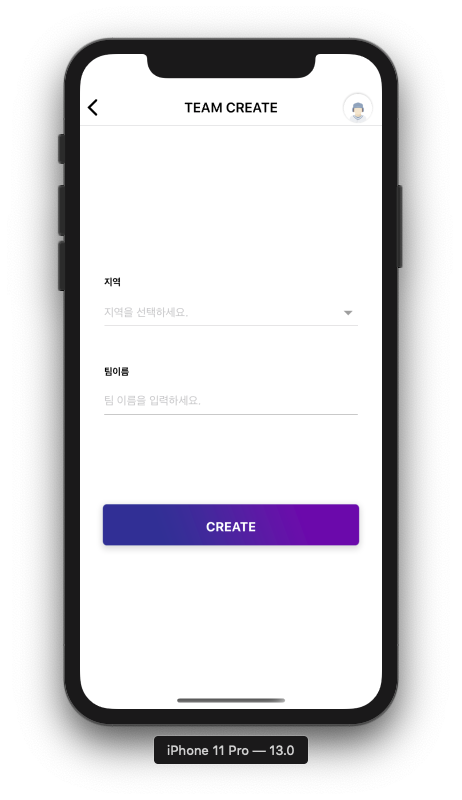 TEAM CREATE
지역
지역을 선택하세요.
팀이름
팀 이름을 입력하세요.
CREATE
iPhone 11 Pro — 13.0